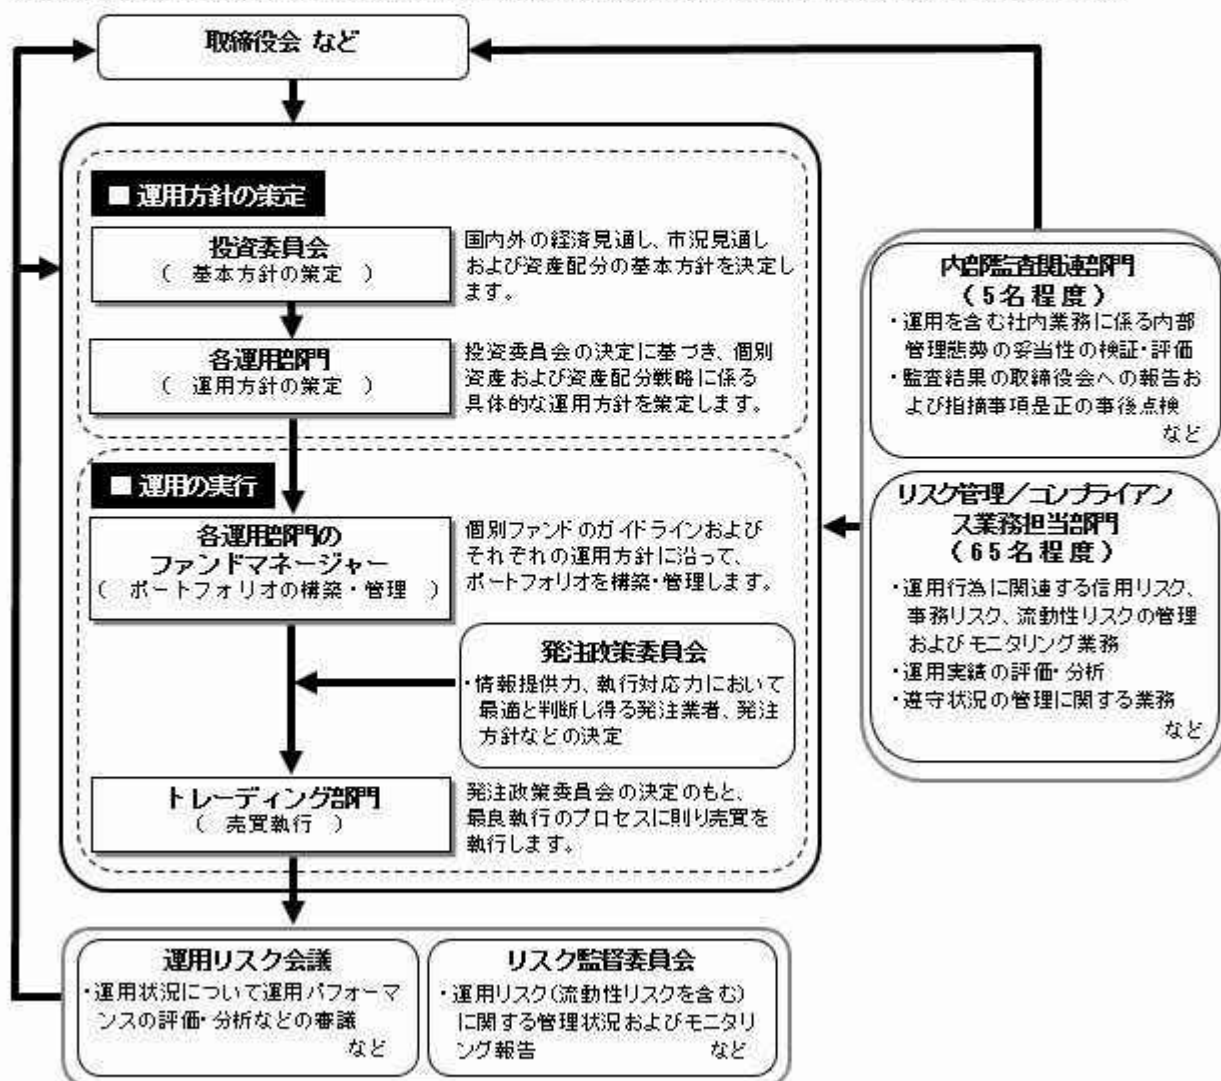 取締役会 など
■ 運用方針の策定
投資委員会
( 基本方針の策定 )
国内外の経済見通し、市況見通し
および資産配分の基本方針を決定し
ます。
各運用部門
( 運用方針の策定 )
投資委員会の決定に基づき、個別
資産および資産配分戦略に係る
具体的な運用方針を策定します。
■ 運用の実行
各運用部門の
ファンドマネージャー
( ポートフォリオの構築・管理 )
個別ファンドのガイドラインおよび
それぞれの運用方針に沿って、
ポートフォリオを構築・管理します。
発注政策委員会
・情報提供力、執行対応力において
最適と判断し得る発注業者、発注
方針などの決定
トレーディング部門
( 売買執行 )
発注政策委員会の決定のもと、
最良執行のプロセスに則り売買を
執行します。
運用リスク会議
・運用状況について運用パフォーマ
ンスの評価・分析などの審議
など
リスク監督委員会
・運用リスク(流動性リスクを含む)
に関する管理状況およびモニタリ
ング報告 など
内部監査関連部門
(5名程度)
・運用を含む社内業務に係る内部
管理態勢の妥当性の検証・評価
・監査結果の取締役会への報告お
よび指摘事項是正の事後点検
など
リスク管理/コンプライアン
ス業務担当部門
(65名程度)
・運用行為に関連する信用リスク、
事務リスク、流動性リスクの管理
およびモニタリング業務
・運用実績の評価・分析
・遵守状況の管理に関する業務
など